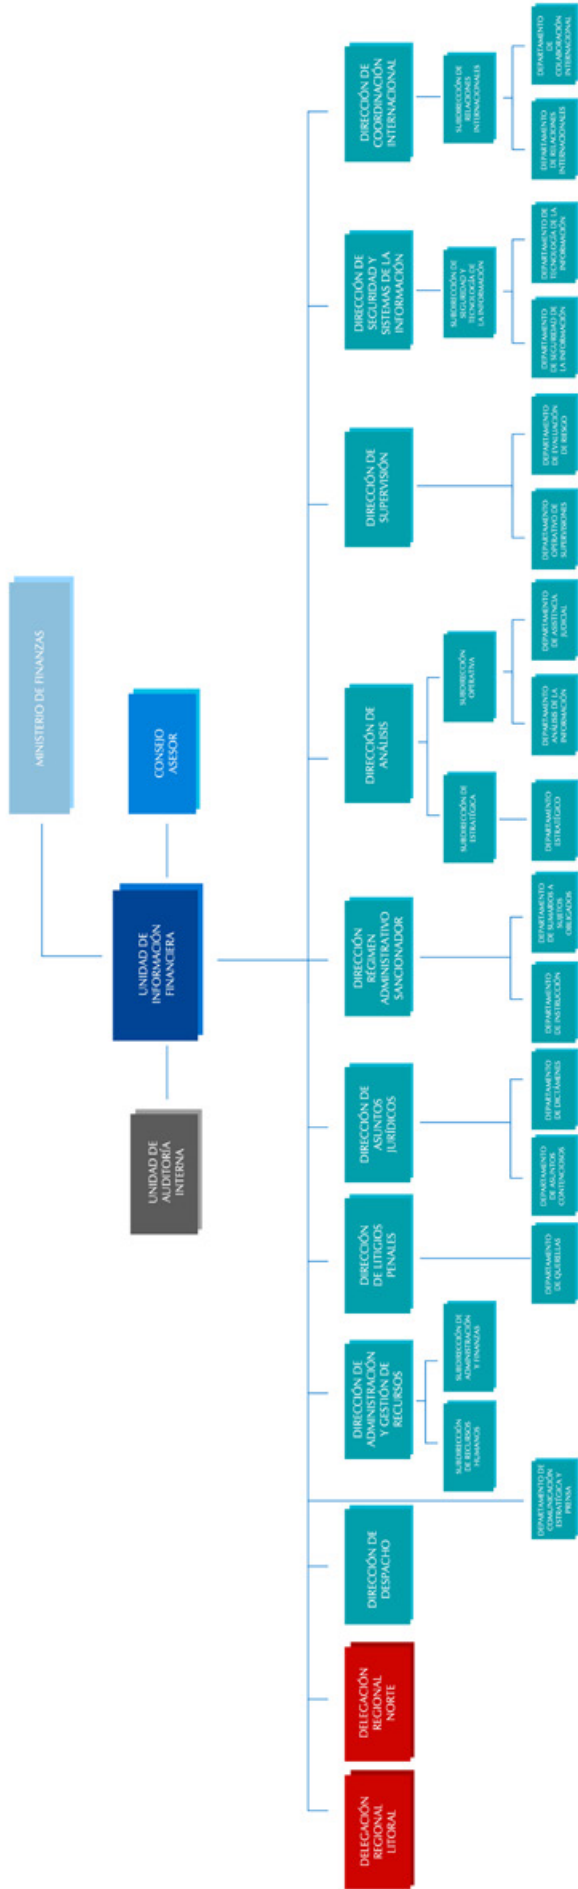 MINISTERIO DE FINANZAS
UNIDAD DE
AUDITORÍA
INTERNA
UNIDAD DE
INFORMACIÓN
FINANCIERA
CONSEJO
ASESOR
DELEGACIÓN
REGIONAL
LITORAL
DELEGACIÓN
REGIONAL
NORTE
DIRECCIÓN DE
DESPACHO
DIRECCIÓN DE
ADMINISTRACIÓN
Y GESTIÓN DE
RECURSOS
DIRECCIÓN
DE LITIGIOS
PENALES
DIRECCIÓN DE
ASUNTOS
JURÍDICOS
DIRECCIÓN
RÉGIMEN
ADMINISTRATIVO
SANCIONADOR
DIRECCIÓN DE
ANÁLISIS
DIRECCIÓN DE
SUPERVISIÓN
DIRECCIÓN DE
SEGURIDAD Y
SISTEMAS DE LA
INFORMACIÓN
DIRECCIÓN DE
COORDINACIÓN
INTERNACIONAL
SUBDIRECCIÓN
DE RECURSOS
HUMANOS
SUBDIRECCIÓN DE
ADMINISTRACIÓN
Y FINANZAS
SUBDIRECCIÓN DE
ESTRATÉGICA
SUBDIRECCIÓN
OPERATIVA
SUBDIRECCIÓN DE
SEGURIDAD Y
TECNOLOGÍA DE
LA INFORMACIÓN
SUBDIRECCIÓN DE
RELACIONES
INTERNACIONALES
DEPARTAMENTO DE
COMUNICACIÓN
ESTRATÉGICA Y
PRENSA
DEPARTAMENTO
DE QUERELLAS
DEPARTAMENTO
DE ASUNTOS
CONTENCIOSOS
DEPARTAMENTO
DE DICTÁMENES
DEPARTAMENTO
DE INSTRUCCIÓN
DEPARTAMENTO
DE SUMARIOS A
SUJETOS
OBLIGADOS
DEPARTAMENTO
ESTRATÉGICO
DEPARTAMENTO
ANÁLISIS DE LA
INFORMACIÓN
DEPARTAMENTO
DE ASISTENCIA
JUDICIAL
DEPARTAMENTO
OPERATIVO DE
SUPERVISIONES
DEPARTAMENTO
DE EVALUACIÓN
DE RIESGO
DEPARTAMENTO
DE SEGURIDAD DE
LA INFORMACIÓN
DEPARTAMENTO DE
TECNOLOGÍA DE LA
INFORMACIÓN
DEPARTAMENTO
DE RELACIONES
INTERNACIONALES
DEPARTAMENTO
DE
COLABORACIÓN
INTERNACIONAL